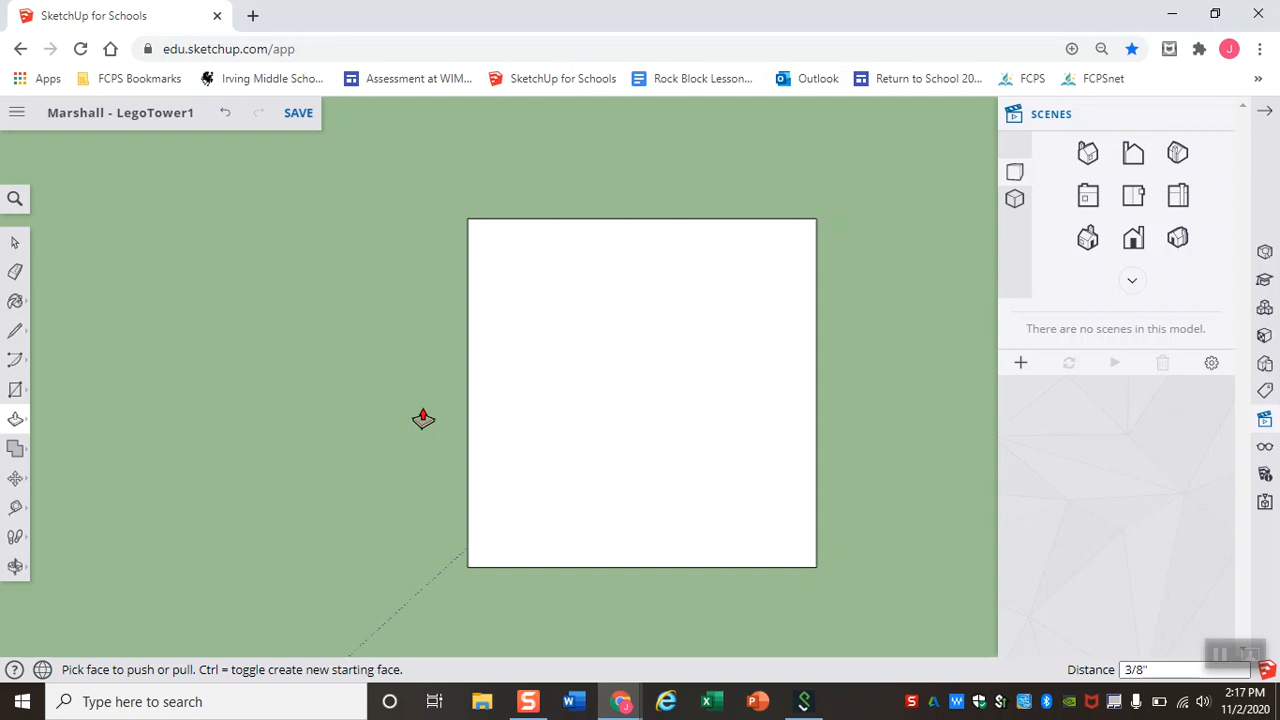 SketchUp for Schools
edu.sketchup.com/app
J
Apps
FCPS Bookmarks
Irving Middle Scho...
Assessment at WIM...
SketchUp for Schools
Rock Block Lesson...
Outlook
Return to School 20...
FCPS
FCPSnet
»
Marshall - LegoTower1
SAVE
SCENES
There are no scenes in this model.
Pick face to push or pull. Ctrl = toggle create new starting face.
Distance
3/8"
Type here to search
2:17 PM
11/2/2020